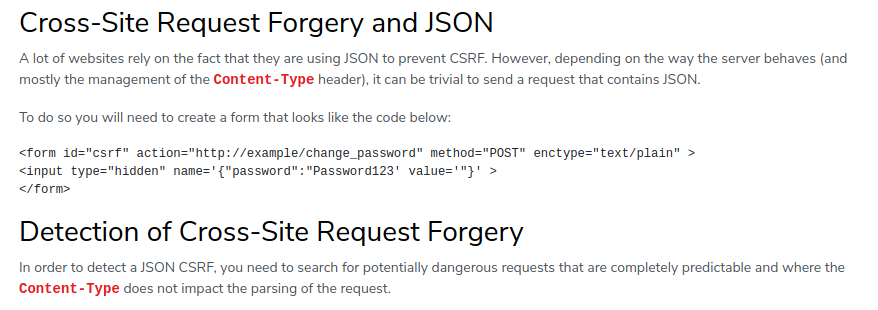 Cross-Site Request Forgery and JSON
A lot of websites rely on the fact that they are using JSON to prevent CSRF. However, depending on the way the server behaves (and
mostly the management of the Content-Type header), it can be trivial to send a request that contains JSON.
To do so you will need to create a form that looks like the code below:
<form id="csrf" action="http://example/change_password" method="POST" enctype="text/plain" >
<input type="hidden" name='{"password":"Password123' value='"}' >
</form>
Detection of Cross-Site Request Forgery
In order to detect a JSON CSRF, you need to search for potentially dangerous requests that are completely predictable and where the
Content-Type does not impact the parsing of the request.